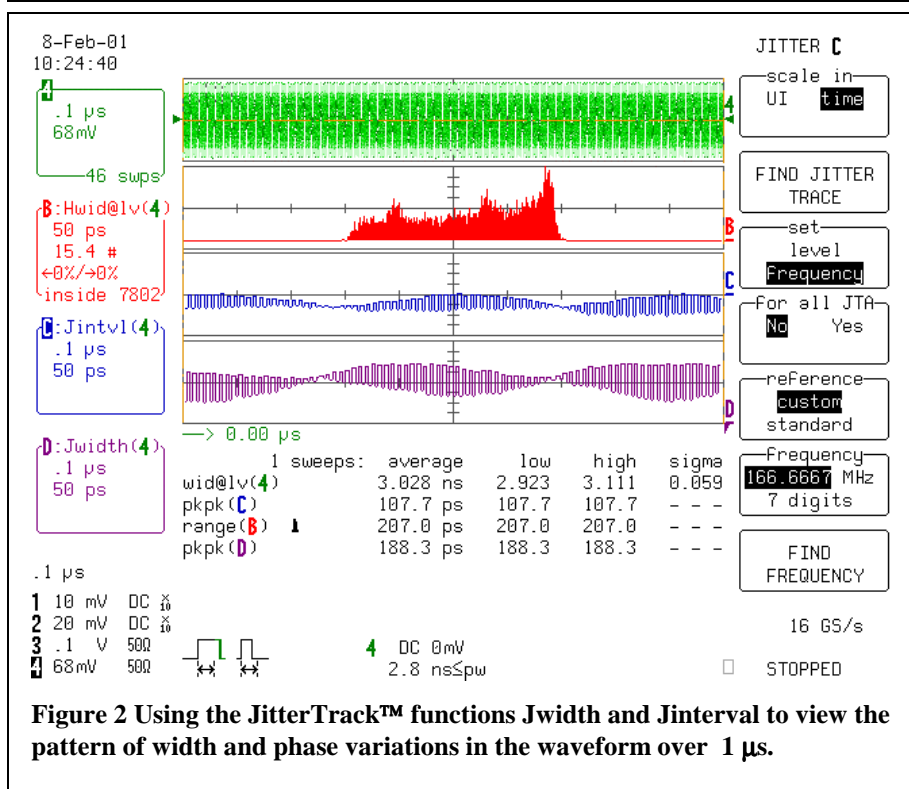 8-Feb-01
10:24:40
4
.1 µs
68mV
46 swps
B:Hwid@lv(4)
50 ps
15.4 #
←0%/→0%
inside 7802
C:Jintvl(4)
.1 µs
50 ps
D:Jwidth(4)
.1 µs
50 ps
4
B
C
D
—> 0.00 µs
1 sweeps: average low high sigma
wid@lv(4) 3.028 ns 2.923 3.111 0.059
pkpk(C) 107.7 ps 107.7 107.7 - - -
range(B) 207.0 ps 207.0 207.0 - - -
pkpk(D) 188.3 ps 188.3 188.3 - - -
.1 µs
1 10 mV DC X10
2 20 mV DC X10
3 .1 V 50Ω
4 68mV 50Ω
4 DC 0mV
2.8 ns≤pw
JITTER C
scale in
UI time
FIND JITTER
TRACE
set
level
Frequency
For all JTA
No Yes
reference
custom
standard
Frequency
166.6667 MHz
7 digits
FIND
FREQUENCY
16 GS/s
STOPPED
Figure 2 Using the JitterTrack™ functions Jwidth and Jinterval to view the
pattern of width and phase variations in the waveform over 1 µs.